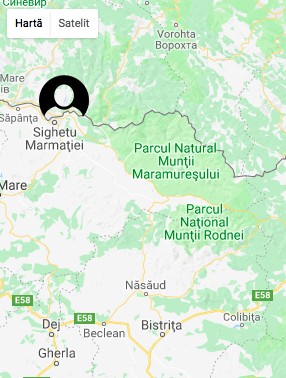 Синевир
Hartă
Satelit
Vorohta
Ворохта
Mare
ів
Săpânța
Sighetu
Marmației
Parcul Natural
Munții
Maramureșului
Mare
Parcul
Național
Munții Rodnei
Năsăud
E58
E58
Colibița
E58
Dej
Beclean
Bistrița
Gherla